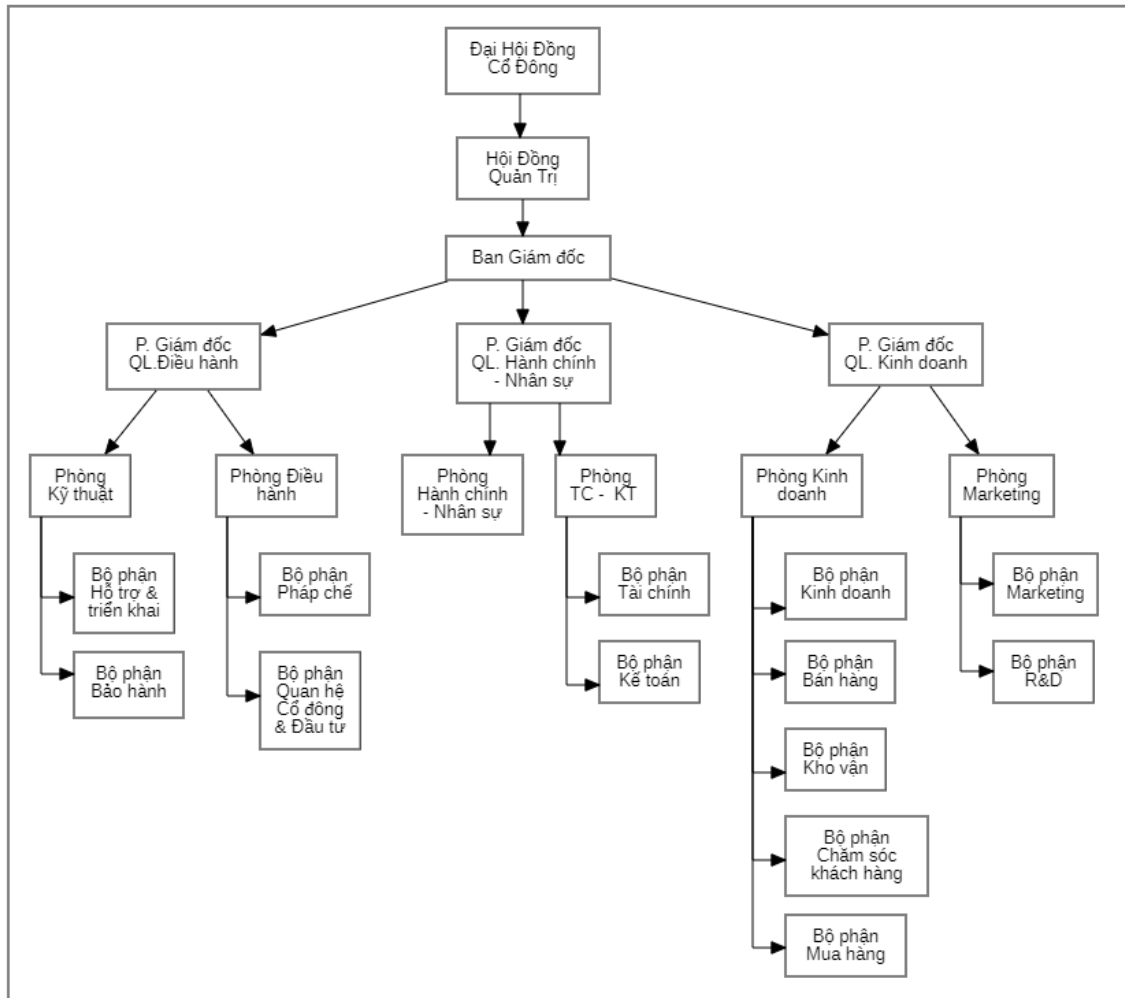 Đại Hội Đồng
Cổ Đông
Hội Đồng
Quản Trị
Ban Giám đốc
P. Giám đốc
QL.Điều hành
P. Giám đốc
QL. Hành chính
- Nhân sự
P. Giám đốc
QL. Kinh doanh
Phòng
Kỹ thuật
Phòng Điều
hành
Phòng
Hành chính
- Nhân sự
Phòng
TC - KT
Phòng Kinh
doanh
Phòng
Marketing
Bộ phận
Hỗ trợ &
triển khai
Bộ phận
Bảo hành
Bộ phận
Pháp chế
Bộ phận
Quan hệ
Cổ đông
& Đầu tư
Bộ phận
Tài chính
Bộ phận
Kế toán
Bộ phận
Kinh doanh
Bộ phận
Bán hàng
Bộ phận
Kho vận
Bộ phận
Chăm sóc
khách hàng
Bộ phận
Mua hàng
Bộ phận
Marketing
Bộ phận
R&D